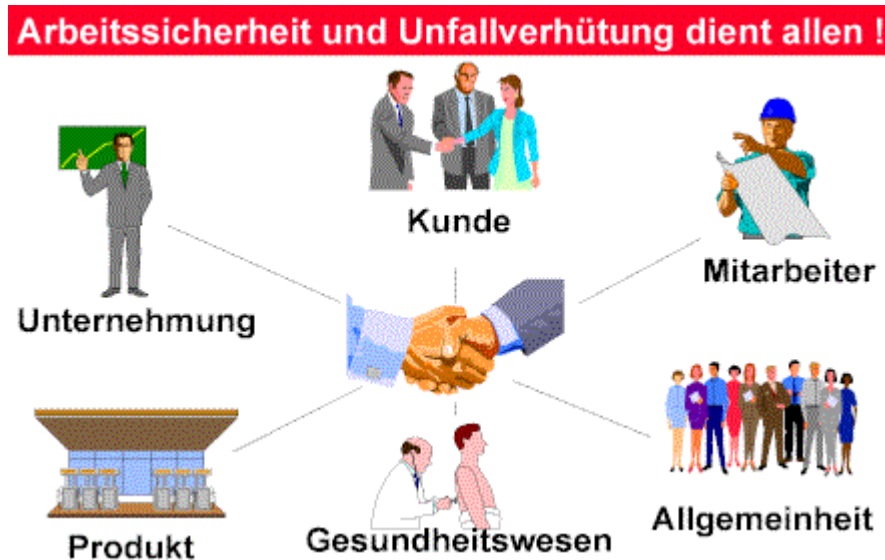 Arbeitssicherheit und Unfallverhütung dient allen !
Kunde
Mitarbeiter
Unternehmung
Allgemeinheit
Gesundheitswesen
Produkt